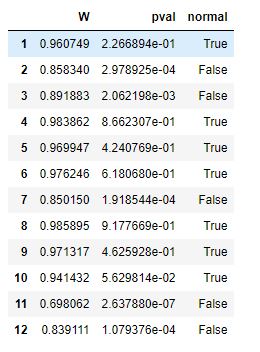 W pval normal
1 0.960749 2.266894e-01 True
2 0.858340 2.978925e-04 False
3 0.891883 2.062198e-03 False
4 0.983862 8.662307e-01 True
5 0.969947 4.240769e-01 True
6 0.976246 6.180680e-01 True
7 0.850150 1.918544e-04 False
8 0.985895 9.177669e-01 True
9 0.971317 4.625928e-01 True
10 0.941432 5.629814e-02 True
11 0.698062 2.637880e-07 False
12 0.839111 1.079376e-04 False